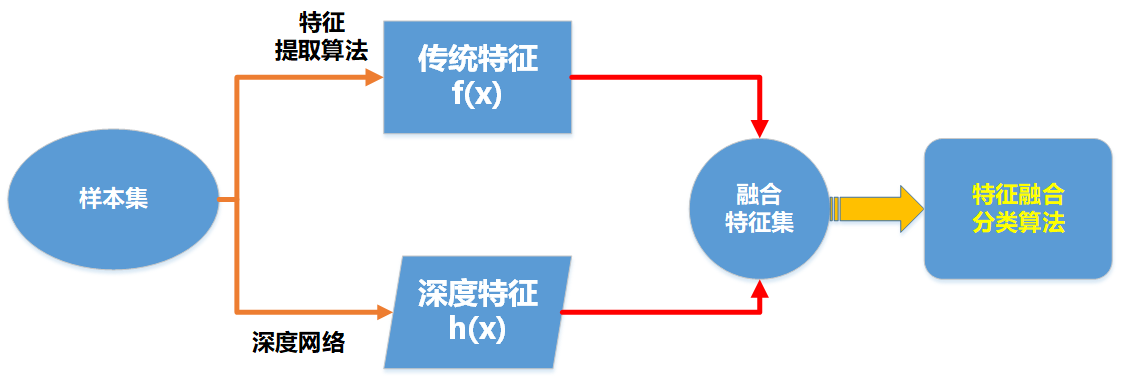 特征
提取算法
传统特征
f(x)
样本集
融合
特征集
特征融合
分类算法
深度特征
h(x)
深度网络